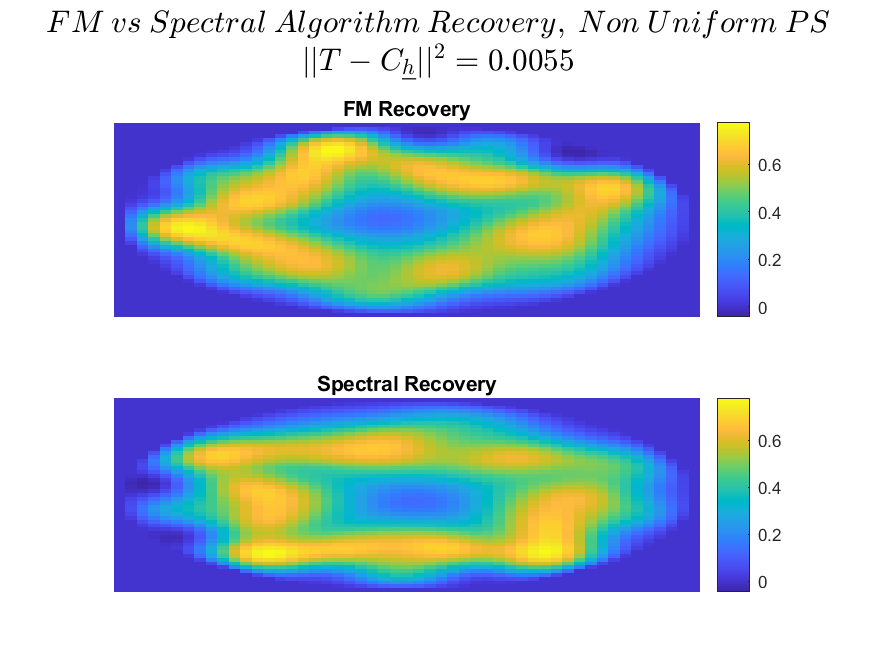 FM vs Spectral Algorithm Recovery, Non Uniform PS
||T − C_h||² = 0.0055
FM Recovery
0.6
0.4
0.2
0
Spectral Recovery
0.6
0.4
0.2
0